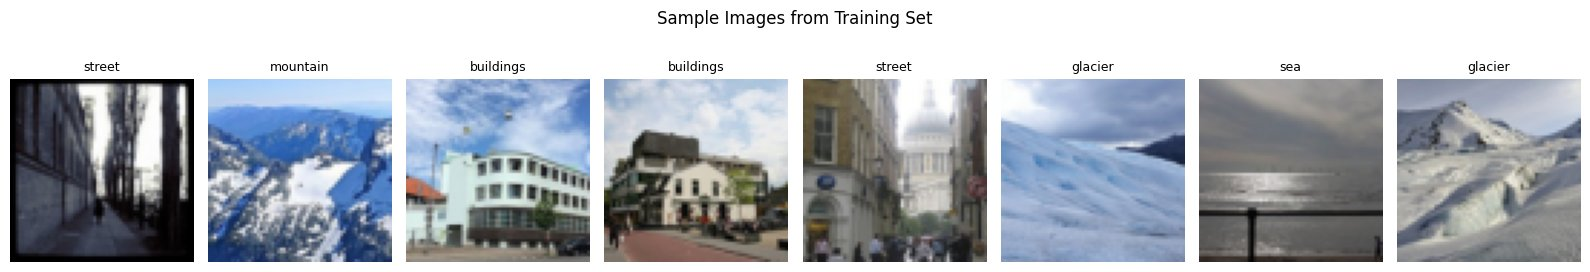 Sample Images from Training Set
street
mountain
buildings
buildings
street
glacier
sea
glacier